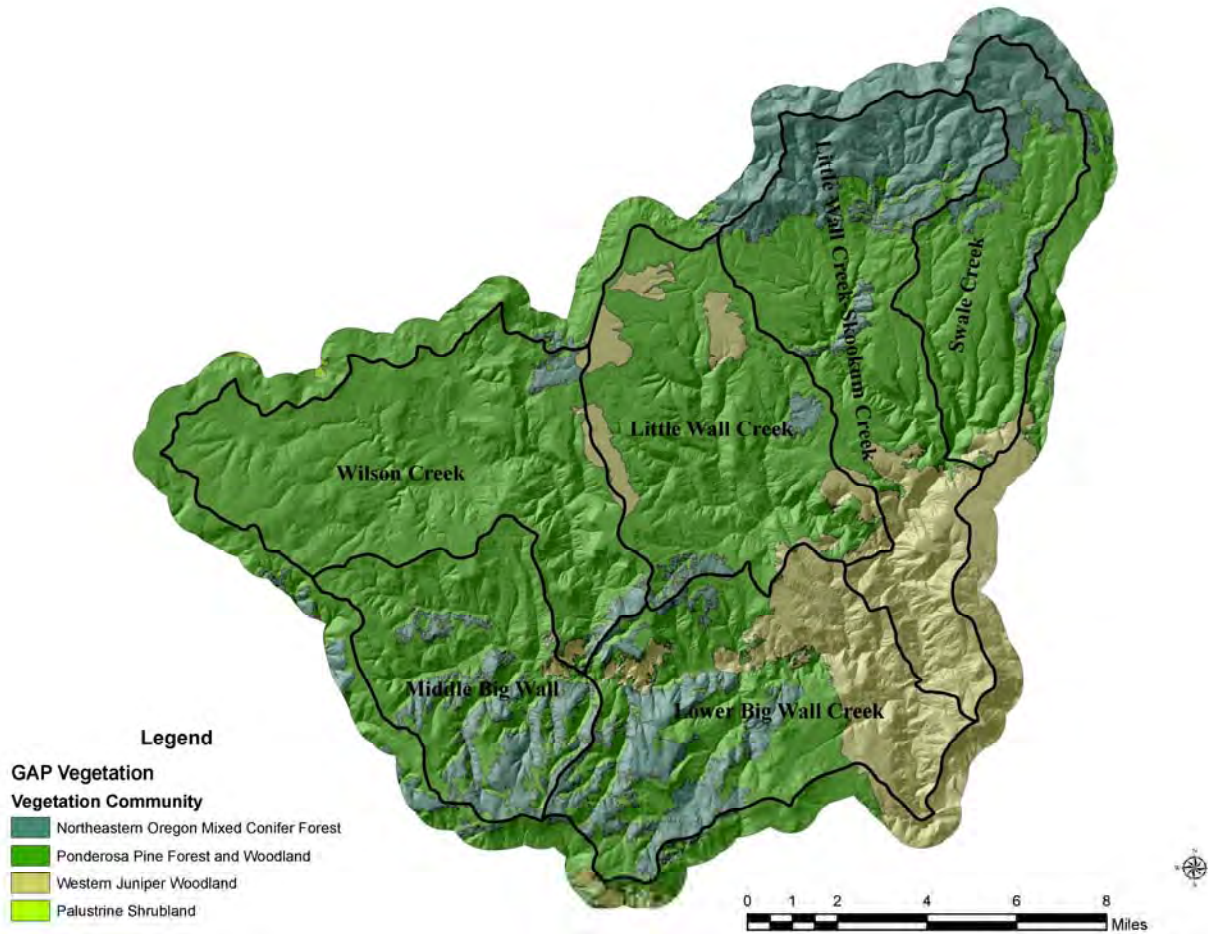 Little Wall Creek-Skookum Creek
Swale Creek
Little Wall Creek
Wilson Creek
Middle Big Wall
Lower Big Wall Creek
Legend
GAP Vegetation
Vegetation Community
Northeastern Oregon Mixed Conifer Forest
Ponderosa Pine Forest and Woodland
Western Juniper Woodland
Palustrine Shrubland
0 1 2 4 6 8
Miles